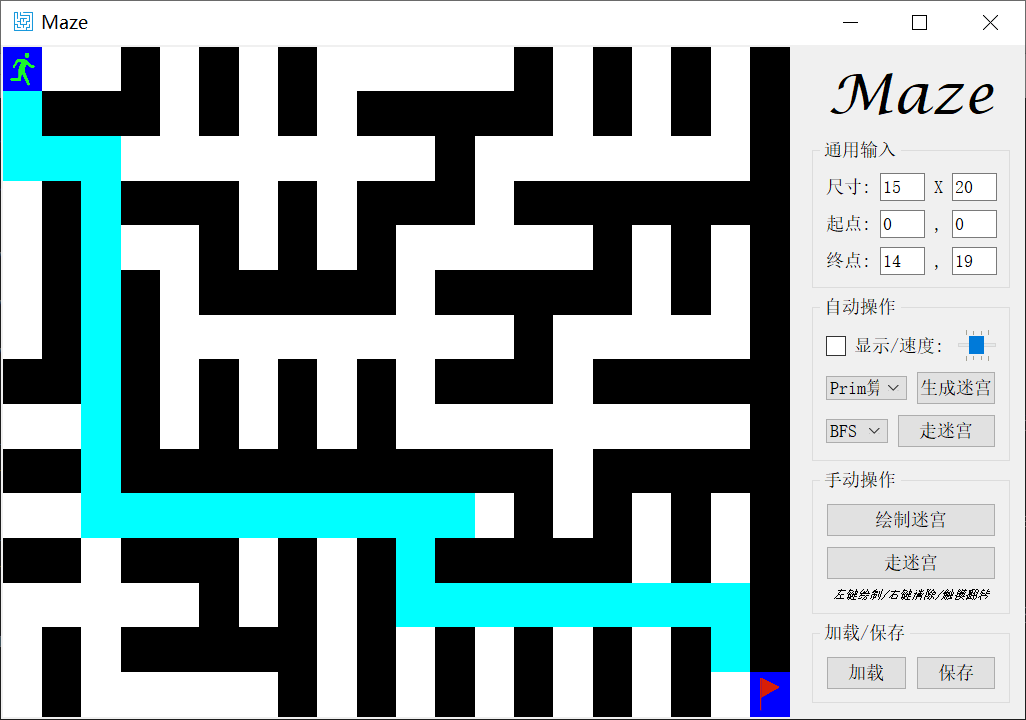 Maze
Maze
通用输入
尺寸: 15 X 20
起点: 0 , 0
终点: 14 , 19
自动操作
显示/速度:
Prim算 生成迷宫
BFS 走迷宫
手动操作
绘制迷宫
走迷宫
左键绘制/右键清除/触摸翻转
加载/保存
加载 保存